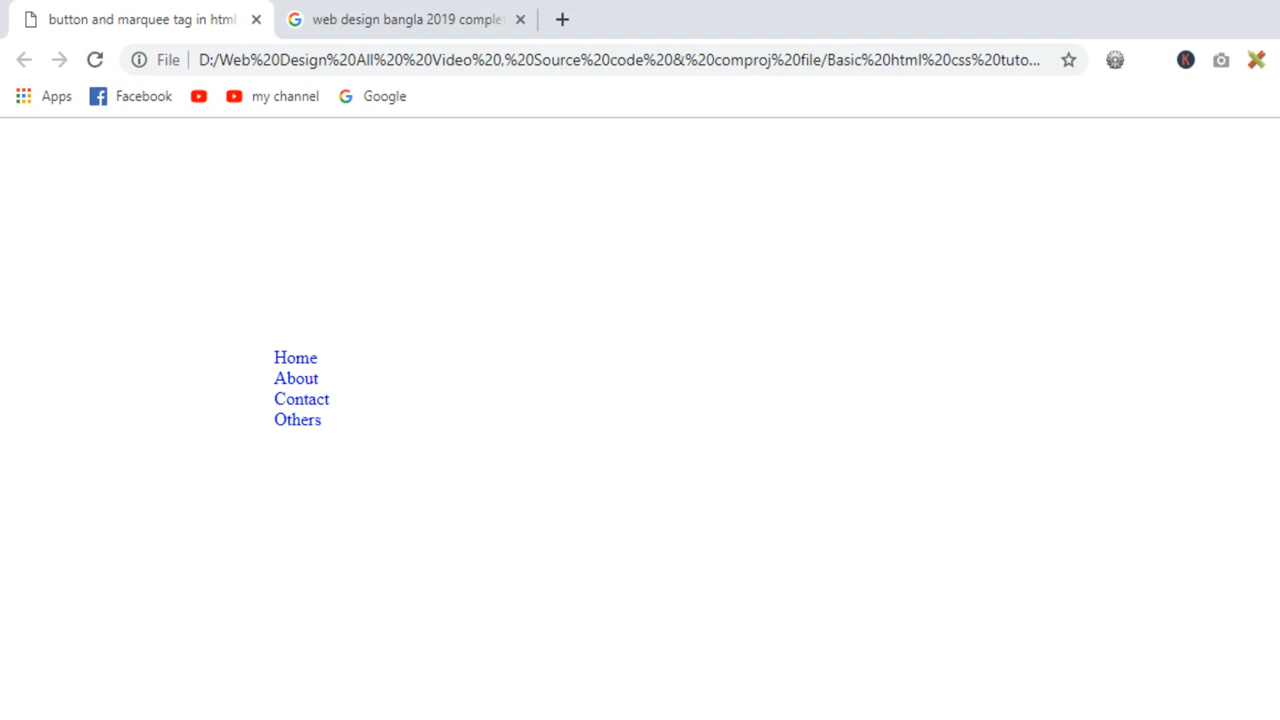 button and marquee tag in html
web design bangla 2019 complet
File
D:/Web%20Design%20All%20%20Video%20,%20Source%20code%20&%20comproj%20file/Basic%20html%20css%20tuto...
K
Apps
Facebook
my channel
Google
Home
About
Contact
Others